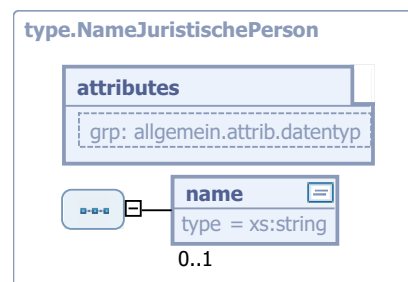 type.NameJuristischePerson
attributes
grp: allgemein.attrib.datentyp
name
type = xs:string
0..1